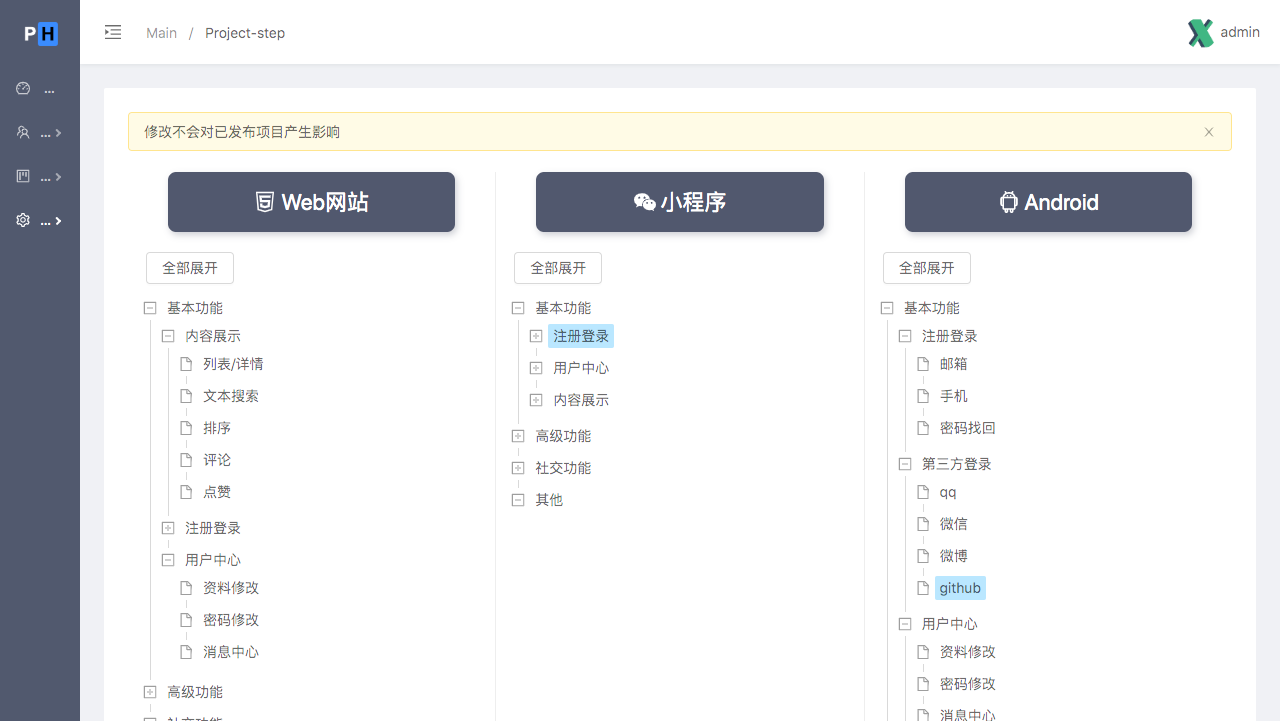 PH
Main / Project-step
admin
...
...
...
...
修改不会对已发布项目产生影响
Web网站
全部展开
基本功能
内容展示
列表/详情
文本搜索
排序
评论
点赞
注册登录
用户中心
资料修改
密码修改
消息中心
高级功能
社交功能
小程序
全部展开
基本功能
注册登录
用户中心
内容展示
高级功能
社交功能
其他
Android
全部展开
基本功能
注册登录
邮箱
手机
密码找回
第三方登录
qq
微信
微博
github
用户中心
资料修改
密码修改
消息中心